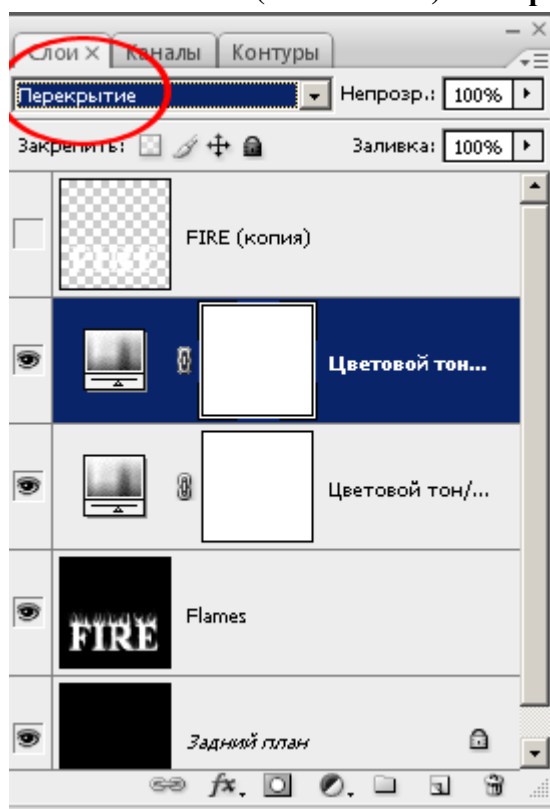 Слои × Каналы Контуры
Перекрытие Непрозр.: 100%
Закрепить: Заливка: 100%
FIRE (копия)
Цветовой тон...
Цветовой тон/...
FIRE
Flames
Задний план
fx.